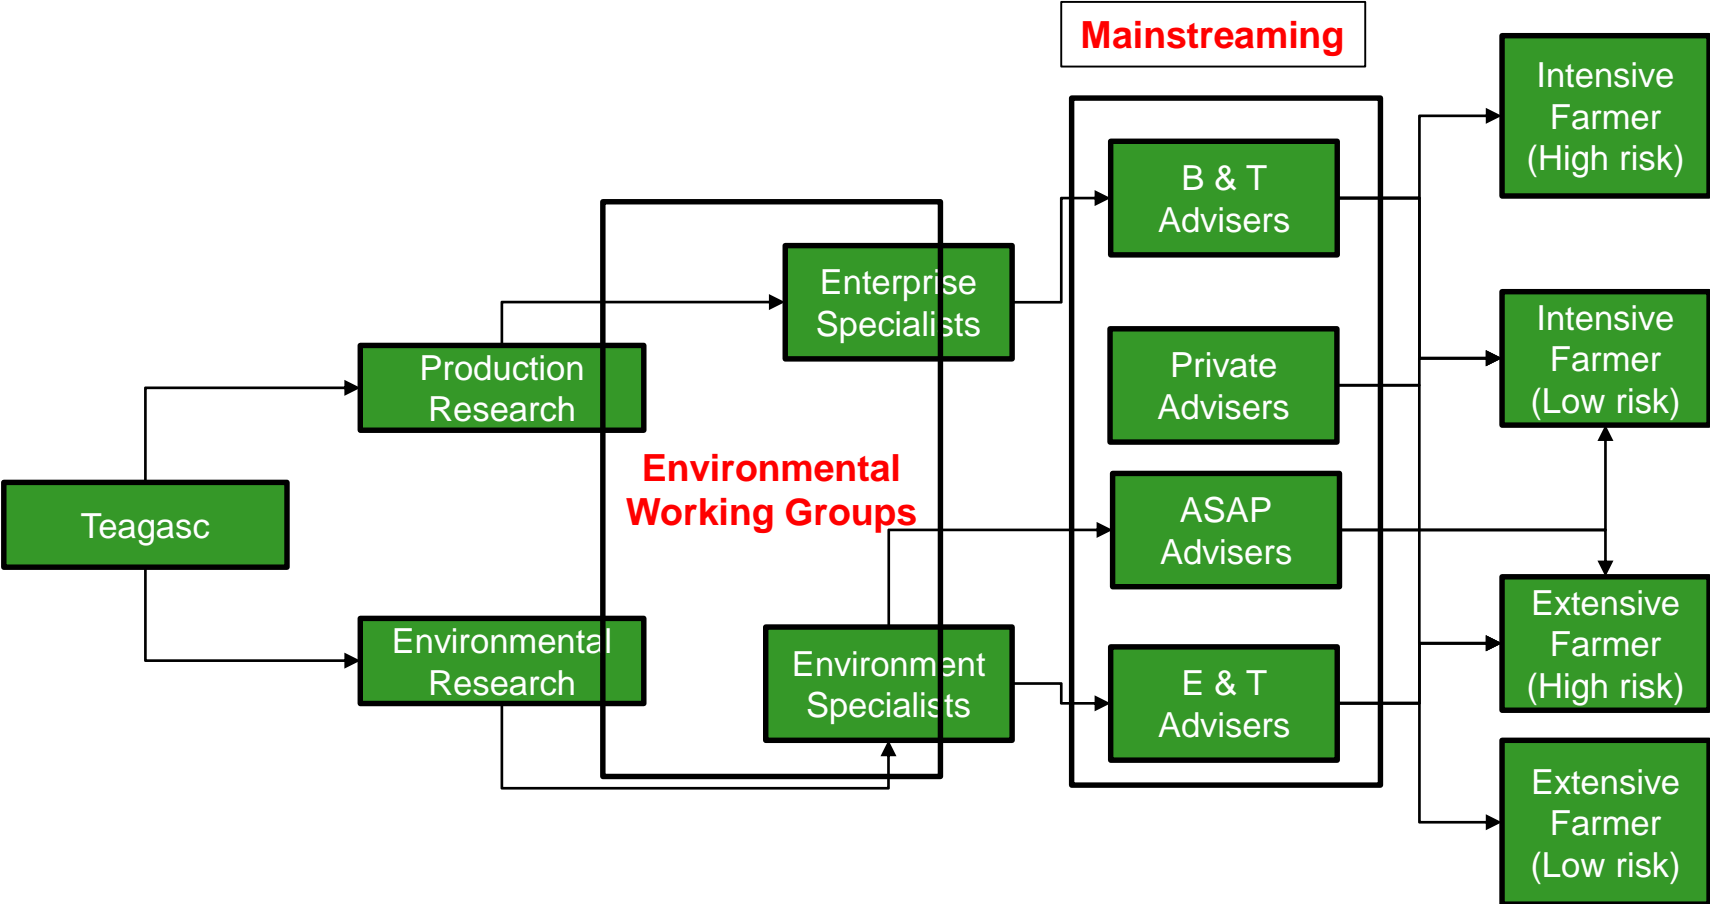 Mainstreaming
Teagasc
Production
Research
Environmental
Research
Environmental
Working Groups
Enterprise
Specialists
Environment
Specialists
B & T
Advisers
Private
Advisers
ASAP
Advisers
E & T
Advisers
Intensive
Farmer
(High risk)
Intensive
Farmer
(Low risk)
Extensive
Farmer
(High risk)
Extensive
Farmer
(Low risk)